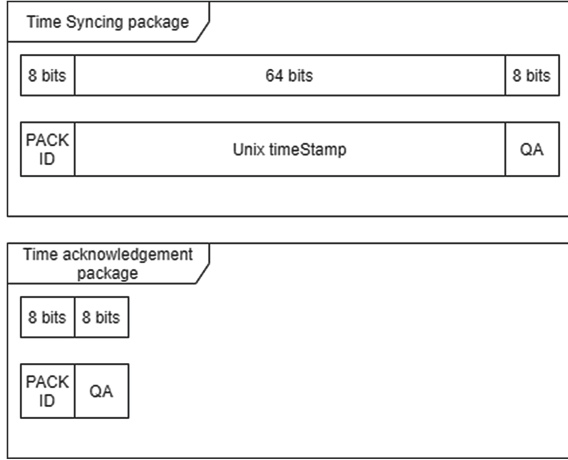 Time Syncing package
8 bits 64 bits 8 bits
PACK
ID Unix timeStamp QA
Time acknowledgement
package
8 bits 8 bits
PACK
ID QA